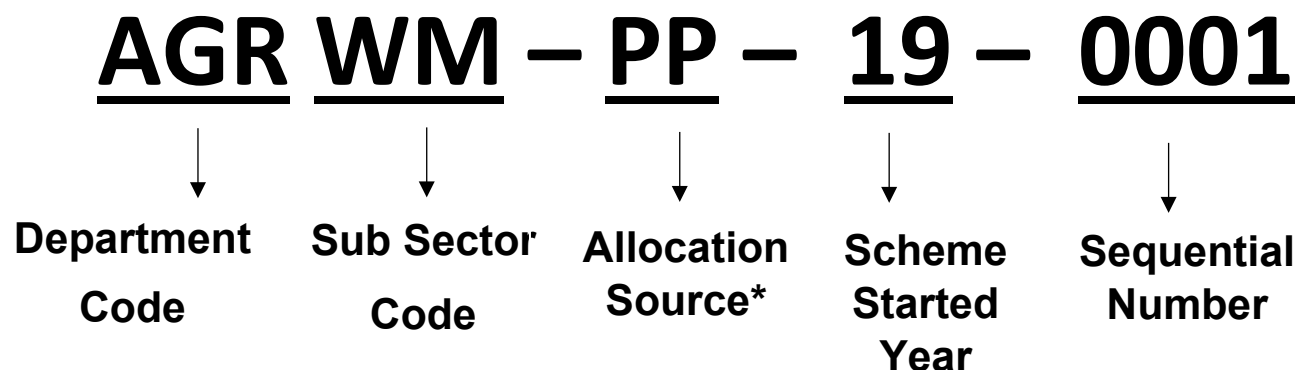 AGR WM – PP – 19 – 0001
Department Code
Sub Sector Code
Allocation Source*
Scheme Started Year
Sequential Number